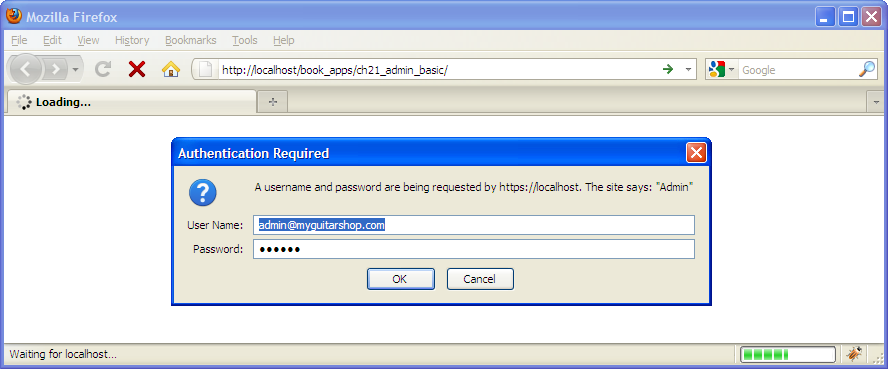 Mozilla Firefox
File Edit View History Bookmarks Tools Help
http://localhost/book_apps/ch21_admin_basic/
Google
Loading...
Authentication Required
A username and password are being requested by https://localhost. The site says: "Admin"
User Name: admin@myguitarshop.com
Password: ••••••
OK Cancel
Waiting for localhost...